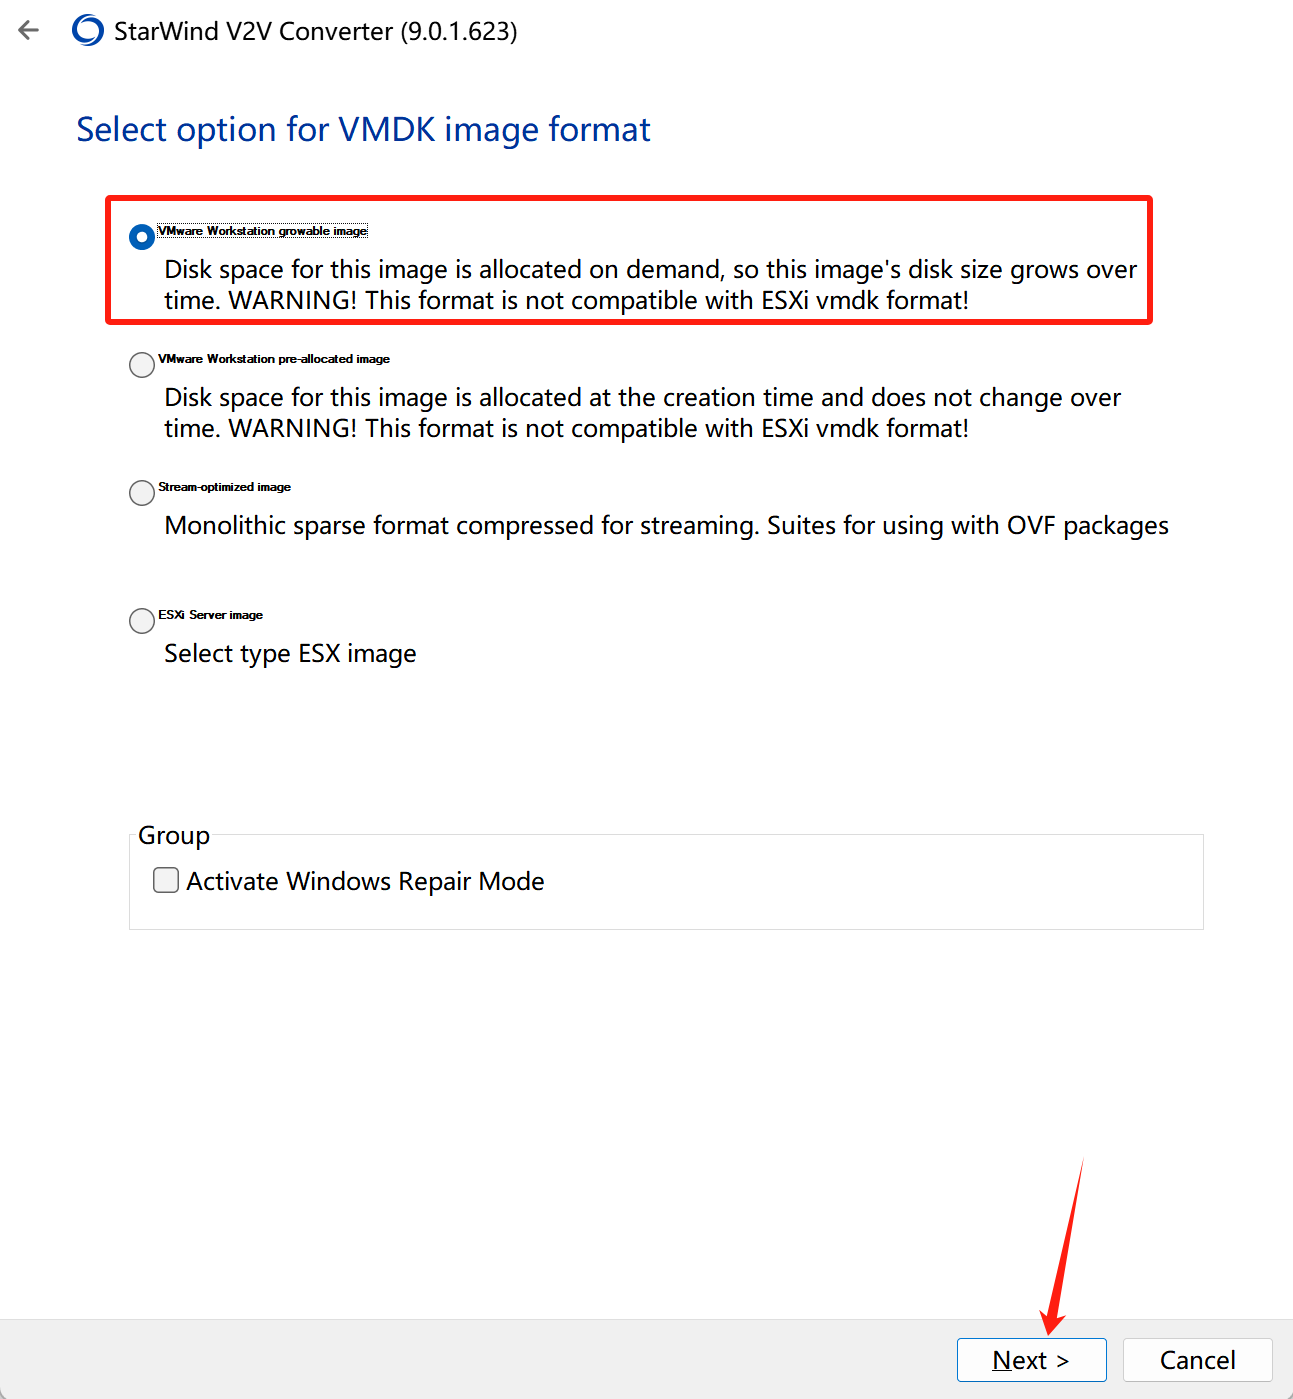 StarWind V2V Converter (9.0.1.623)
Select option for VMDK image format
VMware Workstation growable image
Disk space for this image is allocated on demand, so this image's disk size grows over
time. WARNING! This format is not compatible with ESXi vmdk format!
VMware Workstation pre-allocated image
Disk space for this image is allocated at the creation time and does not change over
time. WARNING! This format is not compatible with ESXi vmdk format!
Stream-optimized image
Monolithic sparse format compressed for streaming. Suites for using with OVF packages
ESXi Server image
Select type ESX image
Group
Activate Windows Repair Mode
Next >
Cancel